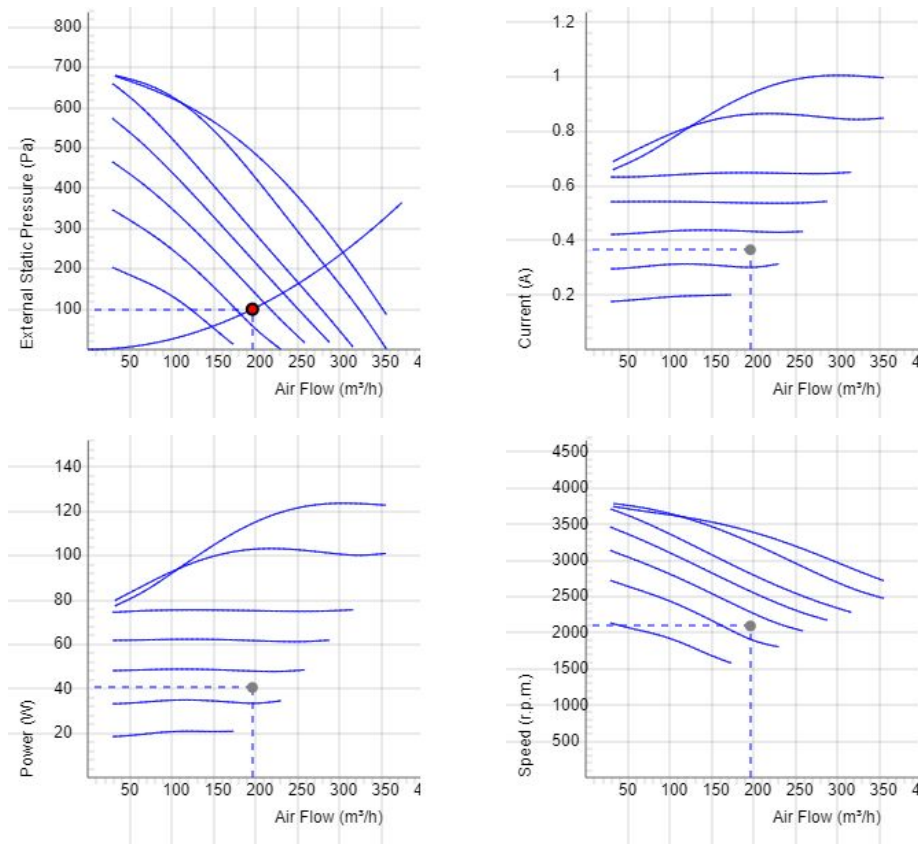 External Static Pressure (Pa)
800
700
600
500
400
300
200
100
50 100 150 200 250 300 350 4
Air Flow (m³/h)
Current (A)
1.2
1
0.8
0.6
0.4
0.2
50 100 150 200 250 300 350 4
Air Flow (m³/h)
Power (W)
140
120
100
80
60
40
20
50 100 150 200 250 300 350 4
Air Flow (m³/h)
Speed (r.p.m.)
4500
4000
3500
3000
2500
2000
1500
500
50 100 150 200 250 300 350 4
Air Flow (m³/h)